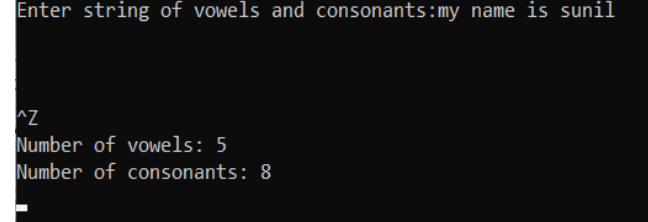 Enter string of vowels and consonants:my name is sunil
^Z
Number of vowels: 5
Number of consonants: 8